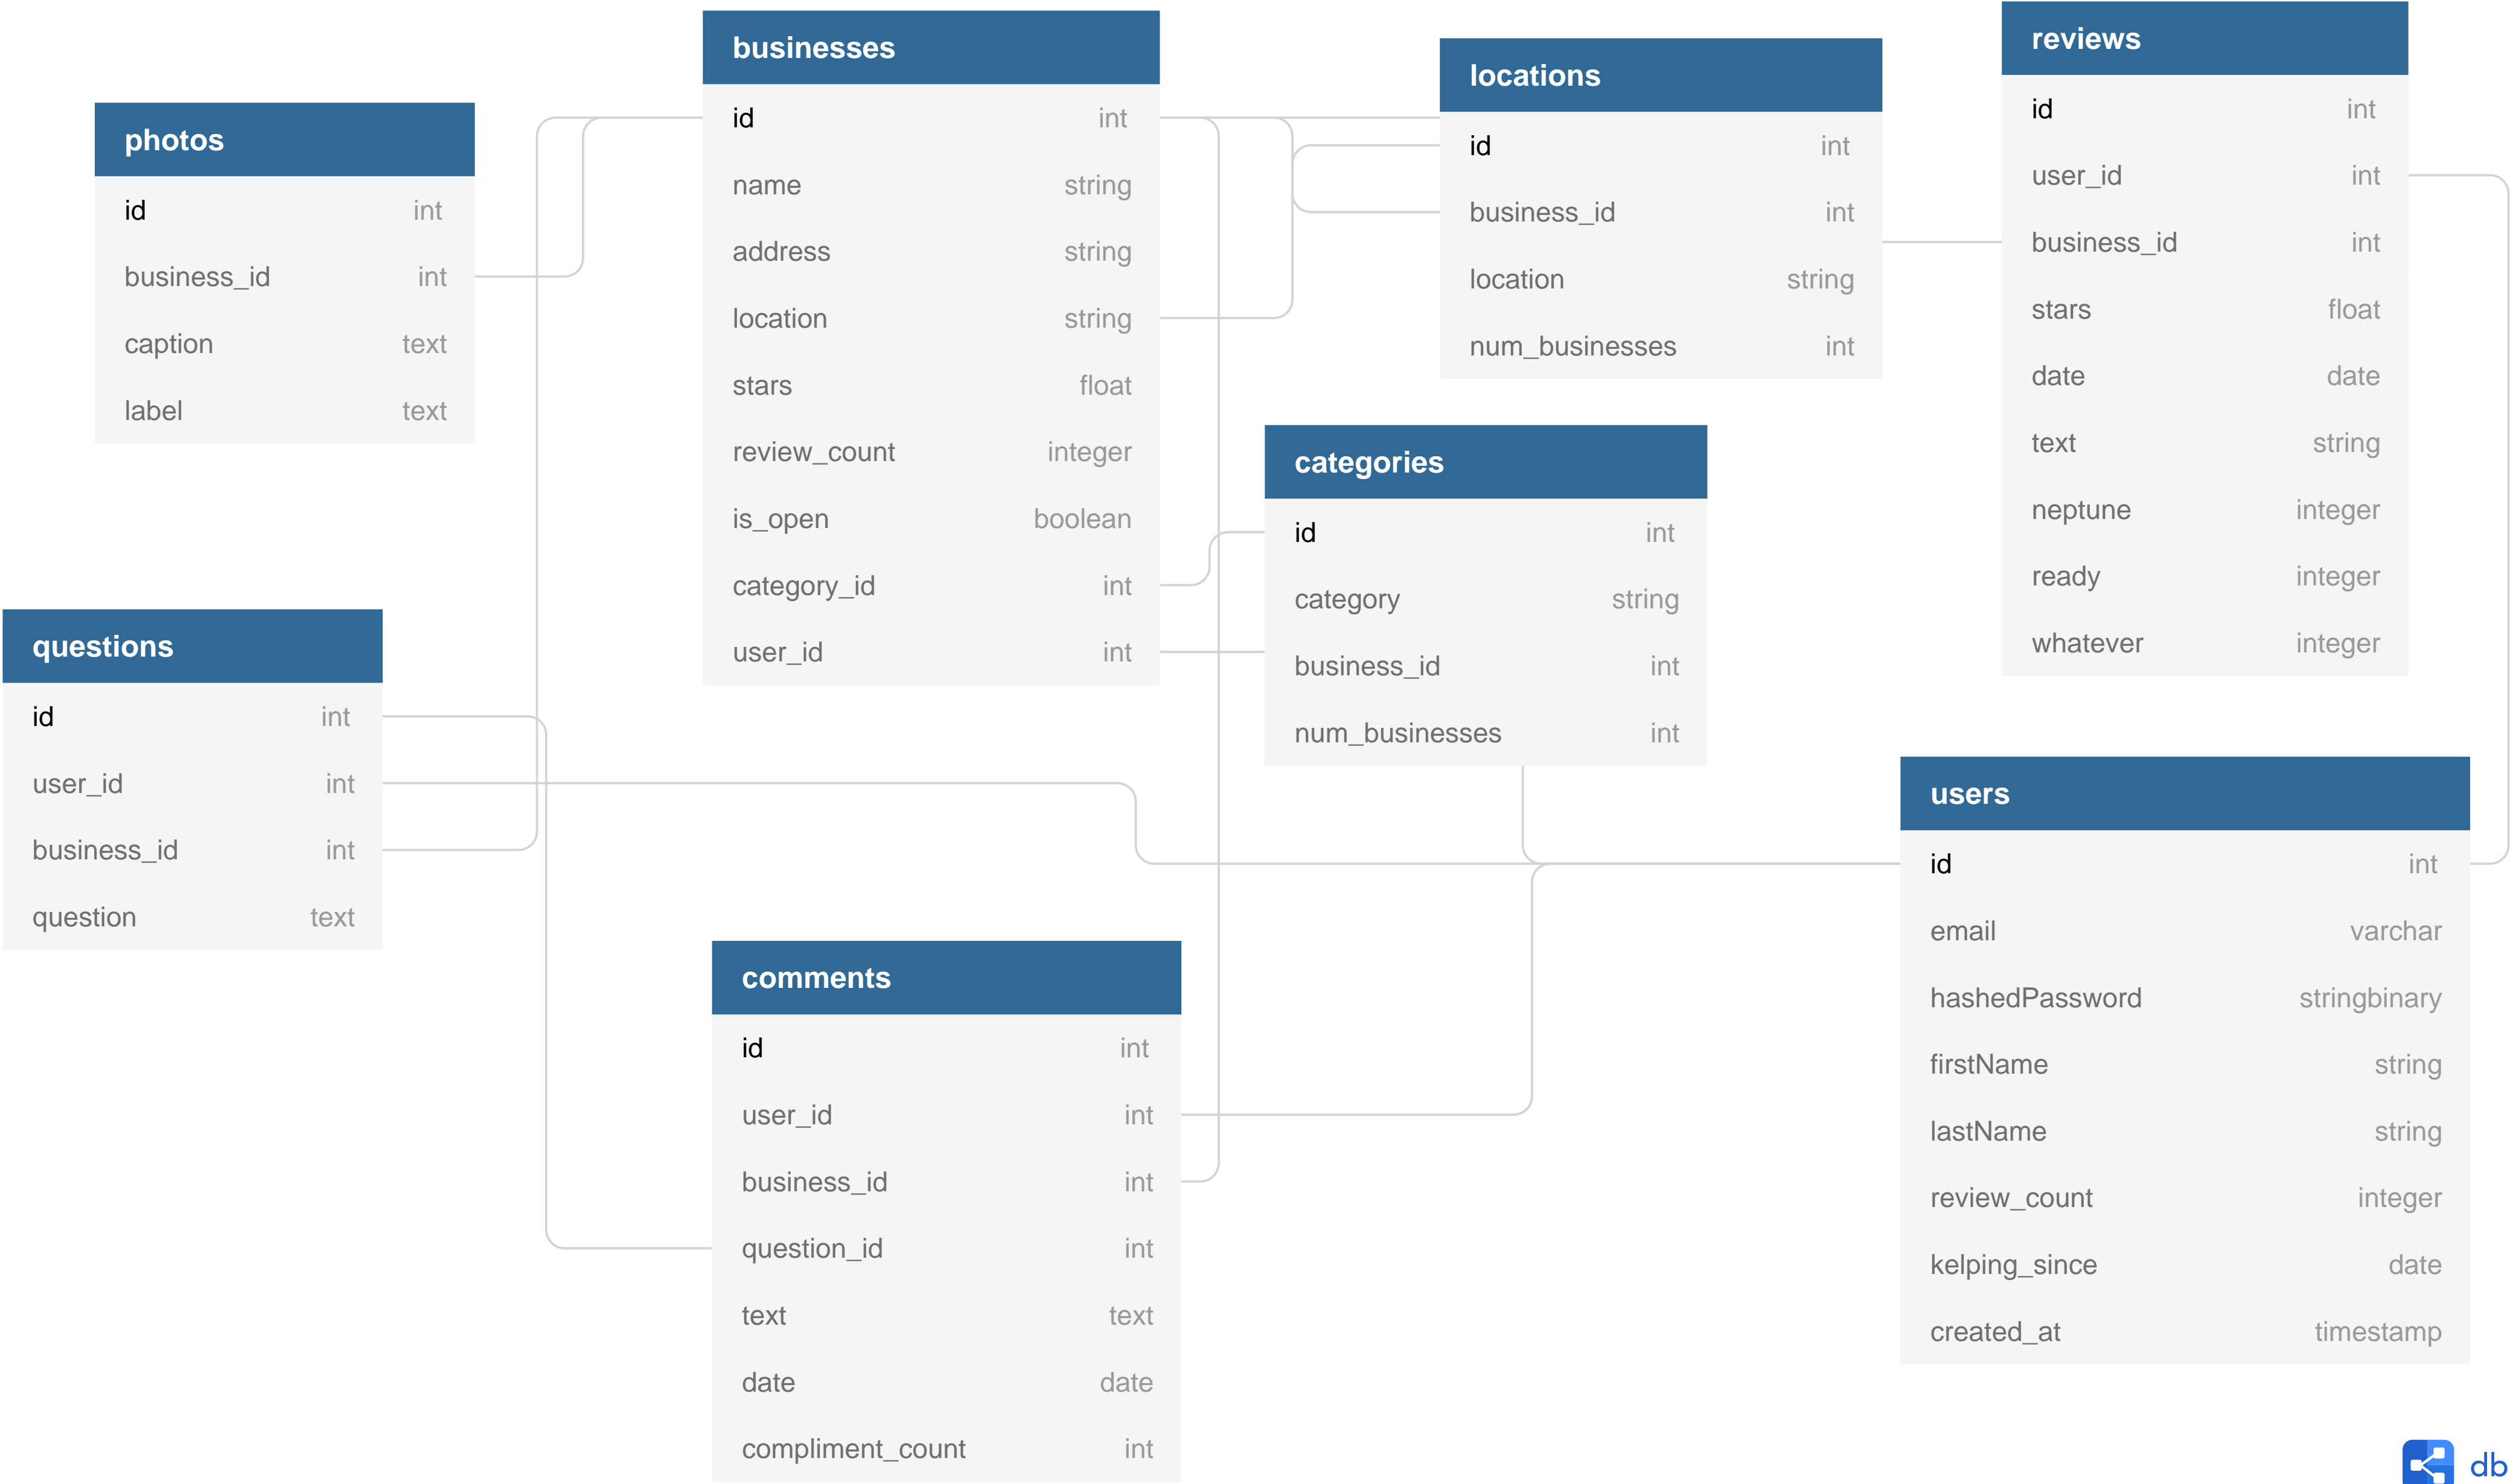 photos
id int
business_id int
caption text
label text
businesses
id int
name string
address string
location string
stars float
review_count integer
is_open boolean
category_id int
user_id int
locations
id int
business_id int
location string
num_businesses int
reviews
id int
user_id int
business_id int
stars float
date date
text string
neptune integer
ready integer
whatever integer
categories
id int
category string
business_id int
num_businesses int
questions
id int
user_id int
business_id int
question text
comments
id int
user_id int
business_id int
question_id int
text text
date date
compliment_count int
users
id int
email varchar
hashedPassword stringbinary
firstName string
lastName string
review_count integer
kelping_since date
created_at timestamp
db